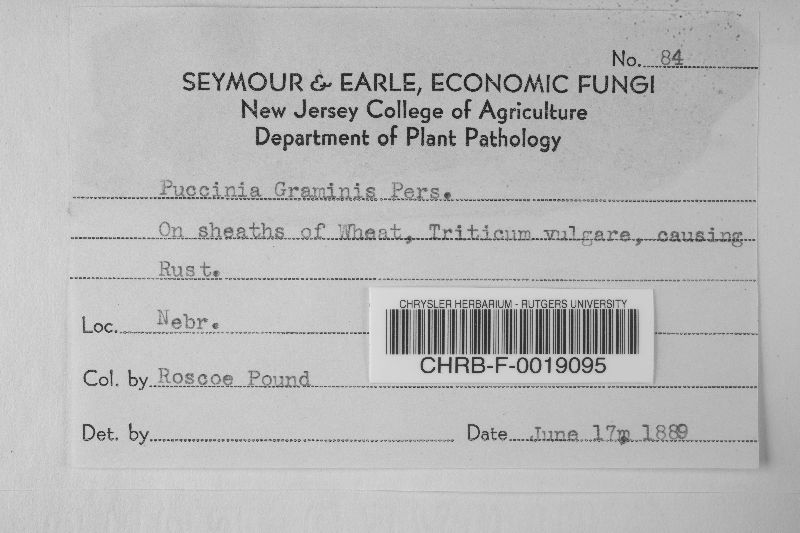 No. 84
SEYMOUR & EARLE, ECONOMIC FUNGI
New Jersey College of Agriculture
Department of Plant Pathology
Puccinia Graminis Pers.
On sheaths of Wheat, Triticum vulgare, causing
Rust.
CHRYSLER HERBARIUM - RUTGERS UNIVERSITY
CHRB-F-0019095
Loc. Nebr.
Col. by Roscoe Pound
Det. by
Date June 17, 1889